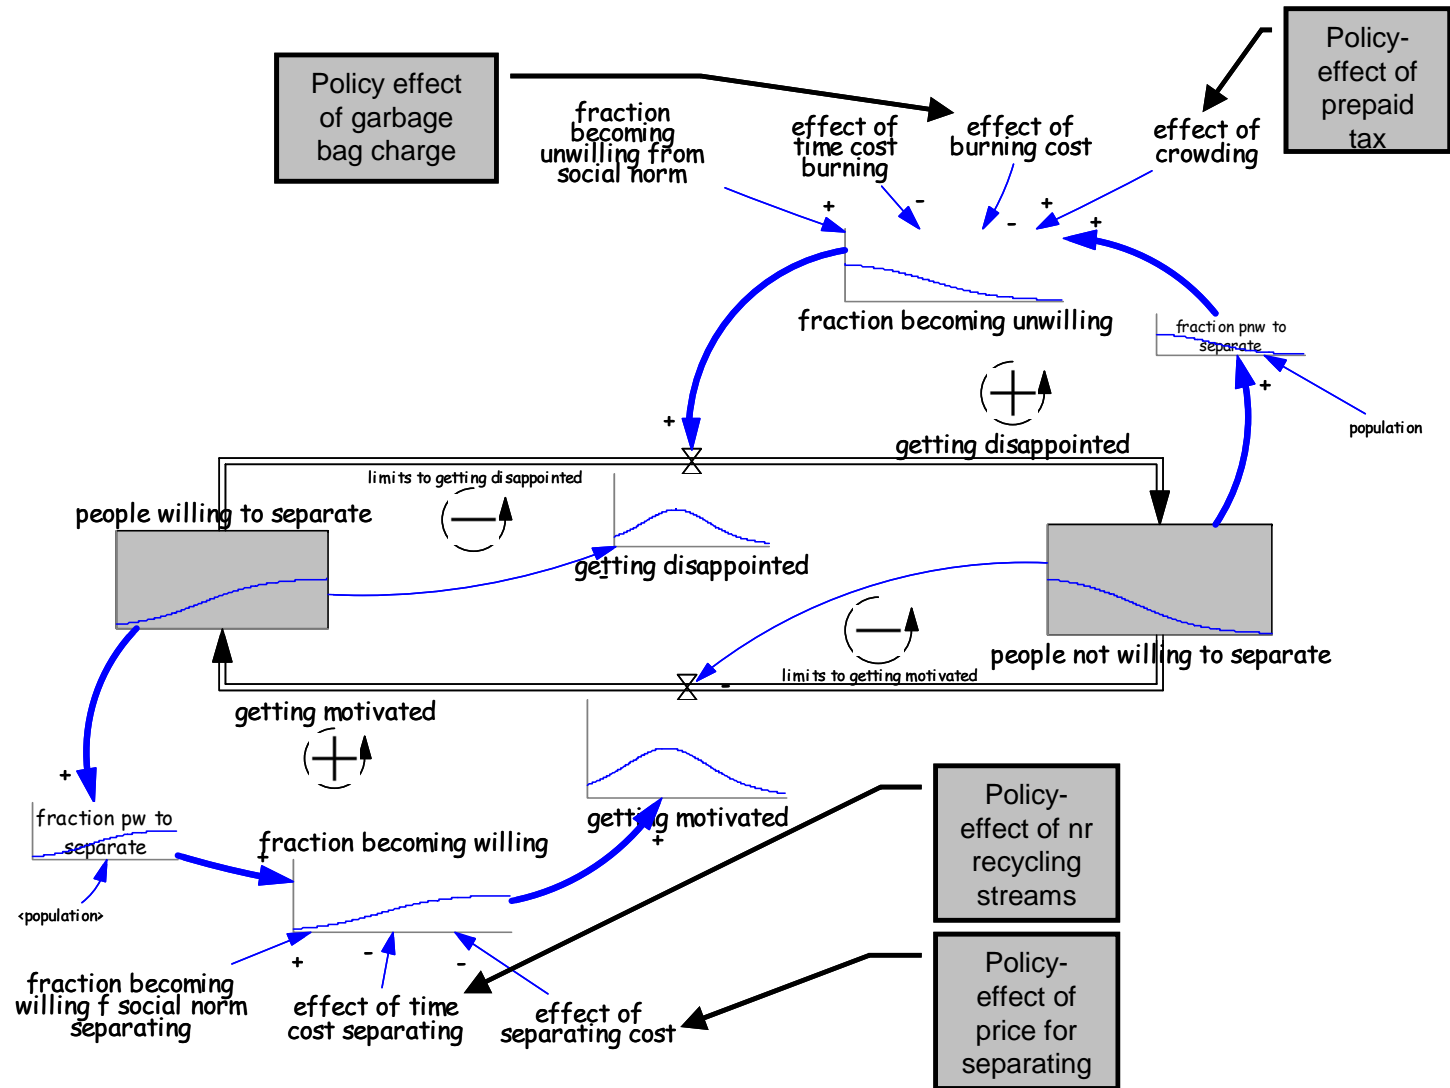 Policy effect
of garbage
bag charge
Policy-
effect of
prepaid
tax
fraction
becoming
unwilling from
social norm
effect of
time cost
burning
effect of
burning cost
effect of
crowding
+
-
-
+
+
fraction becoming unwilling
fraction pnw to
separate
+
population
+
getting disappointed
limits to getting disappointed
people willing to separate
getting disappointed
-
people not willing to separate
limits to getting motivated
-
getting motivated
+
fraction pw to
separate
<population>
fraction becoming willing
+
getting motivated
+
+
-
-
fraction becoming
willing f social norm
separating
effect of time
cost separating
effect of
separating cost
Policy-
effect of nr
recycling
streams
Policy-
effect of
price for
separating